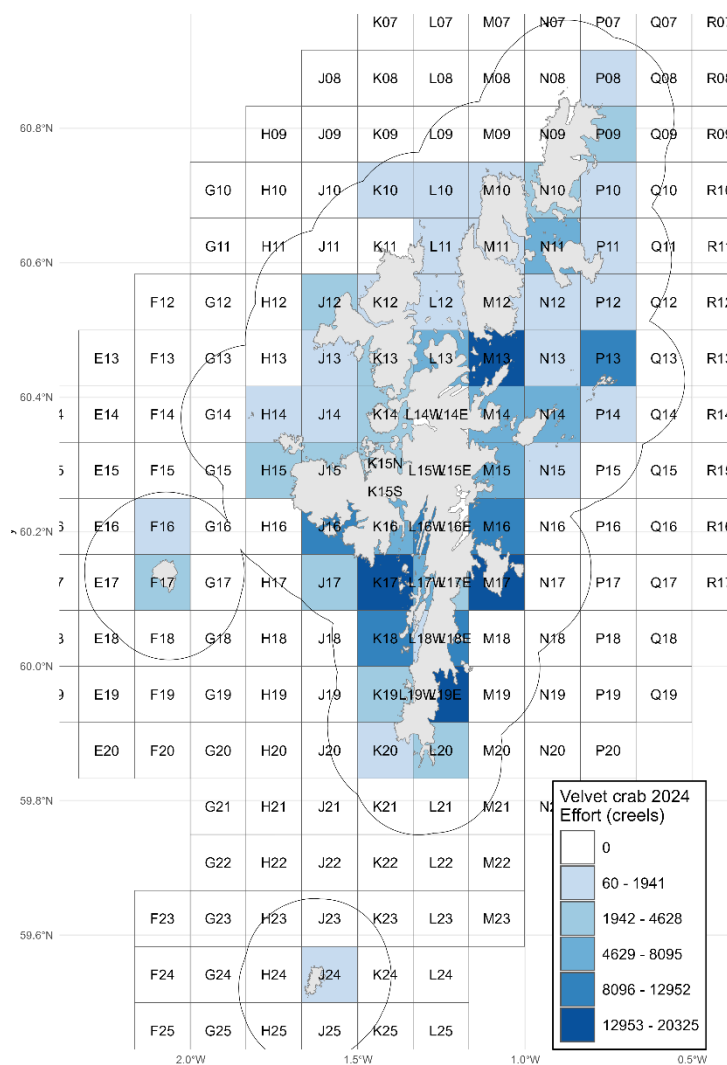 K07 L07 M07 N07 P07 Q07 R07
J08 K08 L08 M08 N08 P08 Q08 R08
60.8°N
H09 J09 K09 L09 M09 N09 P09 Q09 R09
G10 H10 J10 K10 L10 M10 N10 P10 Q10 R10
G11 H11 J11 K11 L11 M11 N11 P11 Q11 R11
60.6°N
F12 G12 H12 J12 K12 L12 M12 N12 P12 Q12 R12
E13 F13 G13 H13 J13 K13 L13 M13 N13 P13 Q13 R13
60.4°N
4 E14 F14 G14 H14 J14 K14 L14W L14E M14 N14 P14 Q14 R14
5 E15 F15 G15 H15 J15 K15N L15W L15E M15 N15 P15 Q15 R15
K15S
y
60.2°N
6 E16 F16 G16 H16 J16 K16 L16W L16E M16 N16 P16 Q16 R16
7 E17 F17 G17 H17 J17 K17 L17W L17E M17 N17 P17 Q17 R17
8 E18 F18 G18 H18 J18 K18 L18W L18E M18 N18 P18 Q18
60.0°N
9 E19 F19 G19 H19 J19 K19 L19W L19E M19 N19 P19 Q19
E20 F20 G20 H20 J20 K20 L20 M20 N20 P20
59.8°N
G21 H21 J21 K21 L21 M21 N2
G22 H22 J22 K22 L22 M22
F23 G23 H23 J23 K23 L23 M23
59.6°N
F24 G24 H24 J24 K24 L24
F25 G25 H25 J25 K25 L25
Velvet crab 2024
Effort (creels)
0
60 - 1941
1942 - 4628
4629 - 8095
8096 - 12952
12953 - 20325
2.0°W 1.5°W 1.0°W 0.5°W